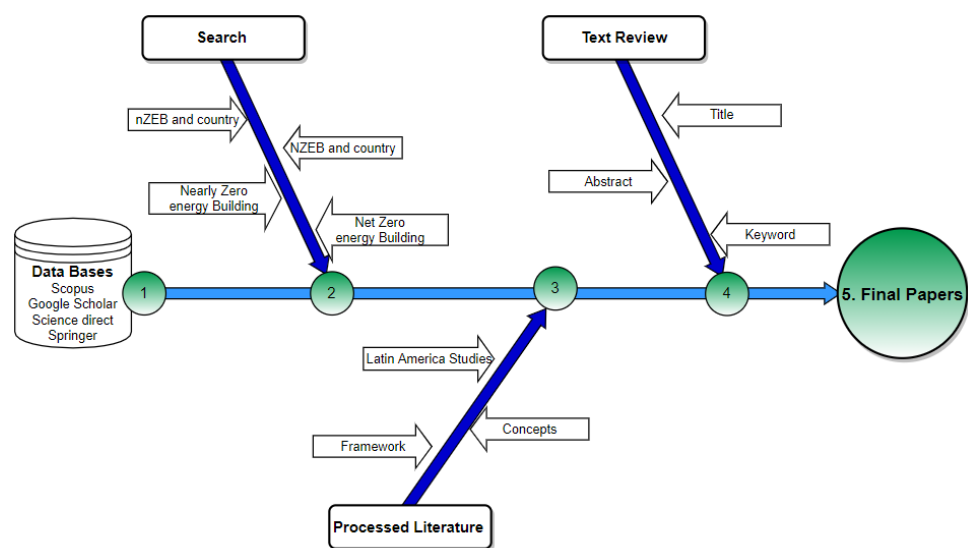 Search
Text Review
nZEB and country
NZEB and country
Nearly Zero
energy Building
Net Zero
energy Building
Title
Abstract
Keyword
Data Bases
Scopus
Google Scholar
Science direct
Springer
1
2
3
4
5. Final Papers
Latin America Studies
Framework
Concepts
Processed Literature